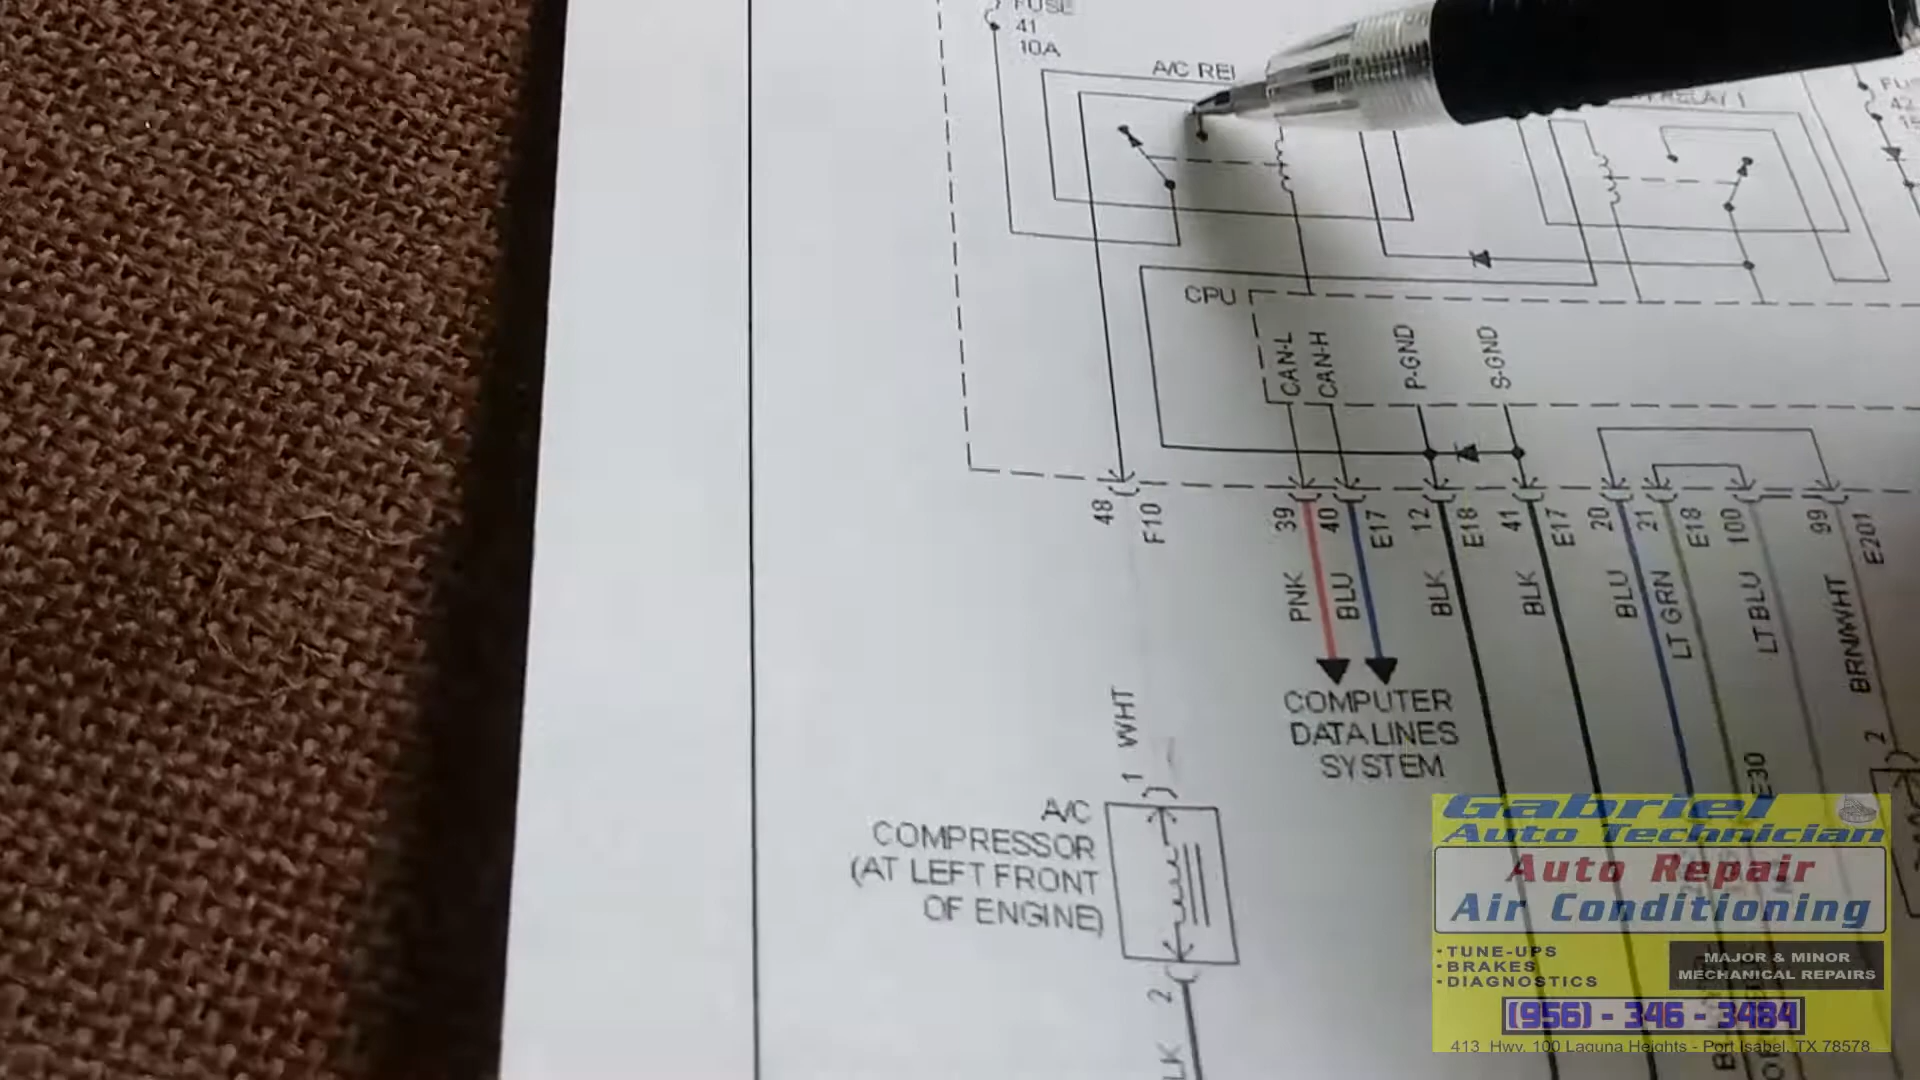 FUSE
41
10A
A/C REL
RELAY 1
42
CPU
CAN-L
CAN-H
P-GND
S-GND
48
F10
39
40
E17
12
E18
41
E17
20
21
E18
100
99
E201
PNK
BLU
BLK
BLK
BLU
LT GRN
LT BLU
BRN/WHT
COMPUTER
DATA LINES
SYSTEM
WHT
1
A/C
COMPRESSOR
(AT LEFT FRONT
OF ENGINE)
2
E30
2
Gabriel
Auto Technician
Auto Repair
Air Conditioning
• TUNE-UPS
• BRAKES
• DIAGNOSTICS
MAJOR & MINOR
MECHANICAL REPAIRS
(956) - 346 - 3484
413 Hwy. 100 Laguna Heights - Port Isabel, TX 78578